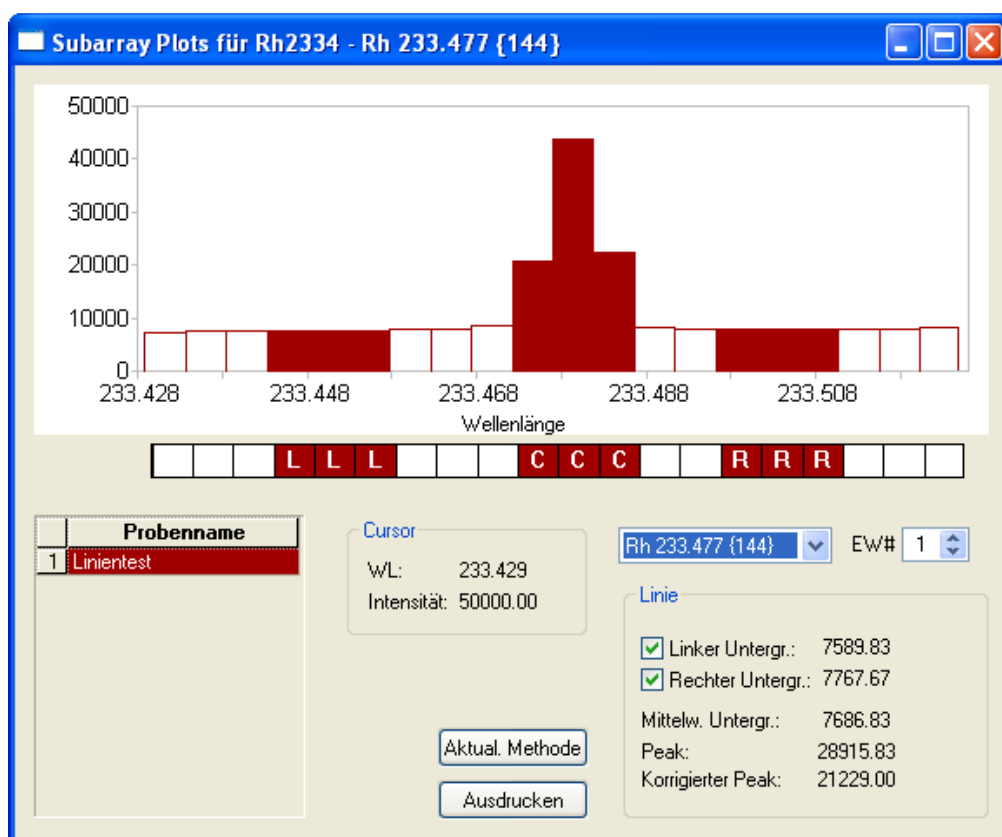 Subarray Plots für Rh2334 - Rh 233.477 {144}
50000
40000
30000
20000
10000
0
233.428 233.448 233.468 233.488 233.508
Wellenlänge
L L L C C C R R R
Probenname
1 Linientest
Cursor
WL: 233.429
Intensität: 50000.00
Rh 233.477 {144} EW# 1
Linie
Linker Untergr.: 7589.83
Rechter Untergr.: 7767.67
Mittelw. Untergr.: 7686.83
Peak: 28915.83
Korrigierter Peak: 21229.00
Aktual. Methode
Ausdrucken